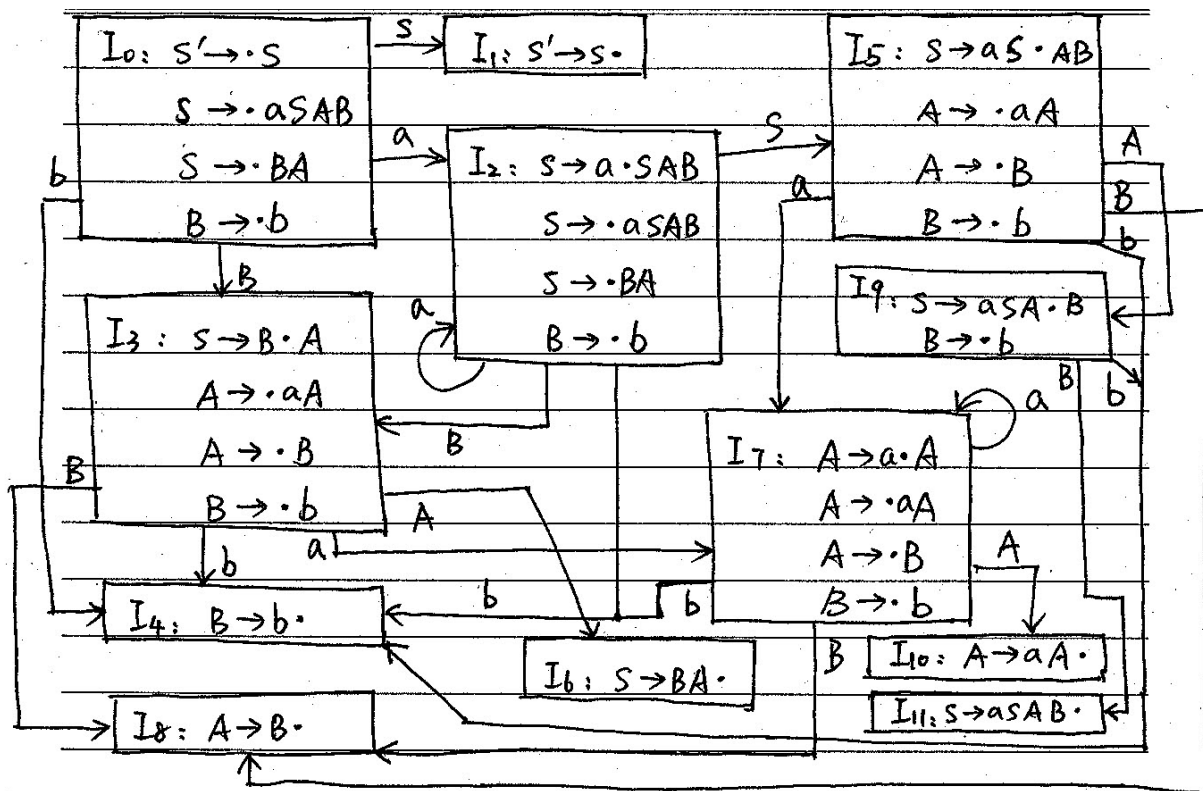 I0: S'→·S
S→·aSAB
S→·BA
B→·b
S
I1: S'→S·
a
b
B
I2: S→a·SAB
S→·aSAB
S→·BA
B→·b
S
a
B
I5: S→aS·AB
A→·aA
A→·B
B→·b
A
B
b
a
I9: S→aSA·B
B→·b
B
b
I3: S→B·A
A→·aA
A→·B
B→·b
B
A
b
a
I7: A→a·A
A→·aA
A→·B
B→·b
a
A
b
b
B
I4: B→b·
I6: S→BA·
I10: A→aA·
I8: A→B·
I11: S→aSAB·